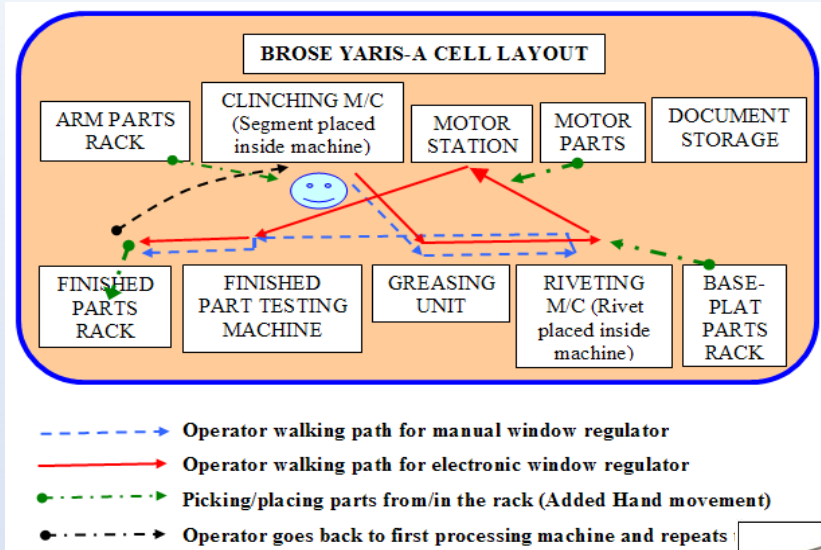 BROSE YARIS-A CELL LAYOUT
ARM PARTS
RACK
CLINCHING M/C
(Segment placed
inside machine)
MOTOR
STATION
MOTOR
PARTS
DOCUMENT
STORAGE
FINISHED
PARTS
RACK
FINISHED
PART TESTING
MACHINE
GREASING
UNIT
RIVETING
M/C (Rivet
placed inside
machine)
BASE-
PLAT
PARTS
RACK
Operator walking path for manual window regulator
Operator walking path for electronic window regulator
Picking/placing parts from/in the rack (Added Hand movement)
Operator goes back to first processing machine and repeats